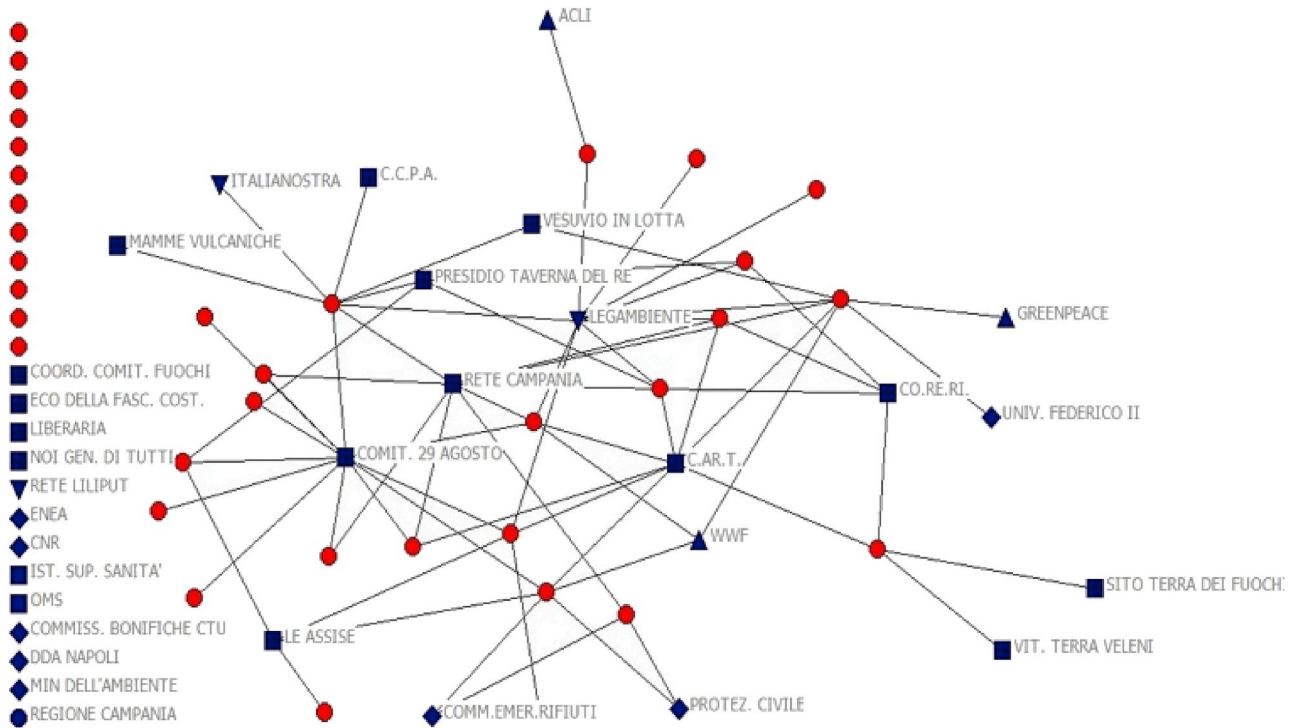 ACLI
ITALIANOSTRA
C.C.P.A.
VESUVIO IN LOTTA
MAMME VULCANICHE
PRESIDIO TAVERNA DEL RE
LEGAMBIENTE
GREENPEACE
COORD. COMIT. FUOCHI
RETE CAMPANIA
CO.RE.RI.
ECO DELLA FASC. COST.
UNIV. FEDERICO II
LIBERARIA
NOI GEN. DI TUTTI
COMIT. 29 AGOSTO
C.AR.T.
RETE LILIPUT
ENEA
WWF
CNR
IST. SUP. SANITA'
SITO TERRA DEI FUOCHI
OMS
COMMISS. BONIFICHE CTU
LE ASSISE
VIT. TERRA VELENI
DDA NAPOLI
MIN DELL'AMBIENTE
REGIONE CAMPANIA
COMM.EMER.RIFIUTI
PROTEZ. CIVILE